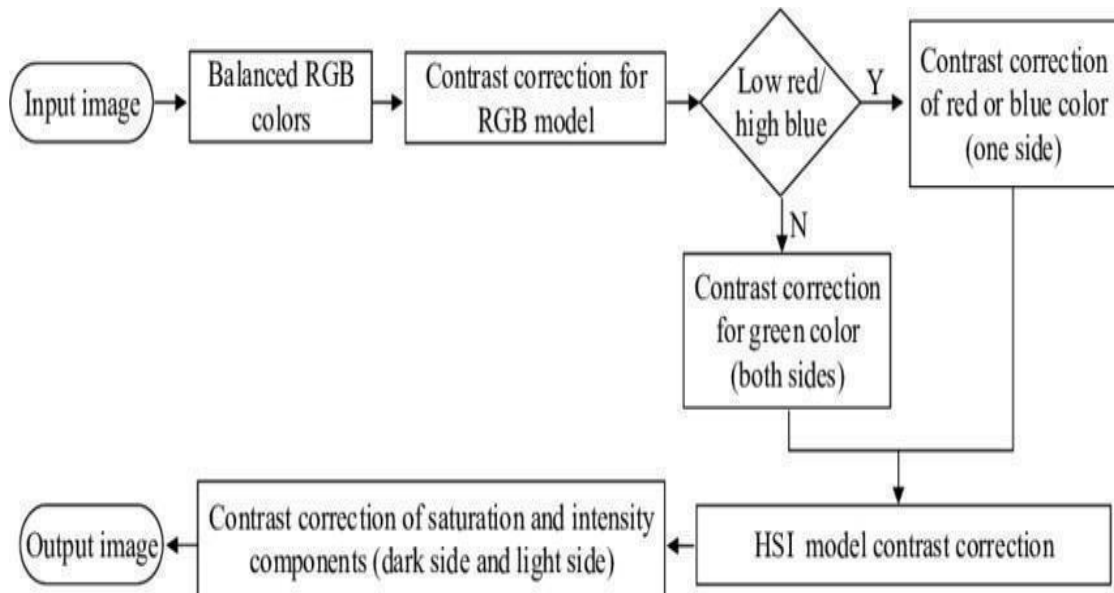 Input image
Balanced RGB
colors
Contrast correction for
RGB model
Low red/
high blue
Y
Contrast correction
of red or blue color
(one side)
N
Contrast correction
for green color
(both sides)
HSI model contrast correction
Contrast correction of saturation and intensity
components (dark side and light side)
Output image